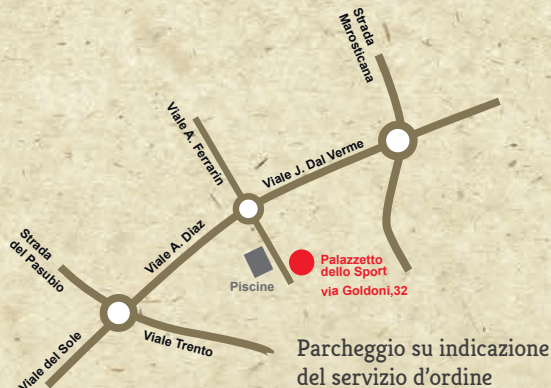 Strada
Marosticana
Viale A. Ferrarin
Viale J. Dal Verme
Viale A. Diaz
Strada
del Pasubio
Piscine
Palazzetto
dello Sport
via Goldoni,32
Viale Trento
Viale del Sole
Parcheggio su indicazione
del servizio d'ordine